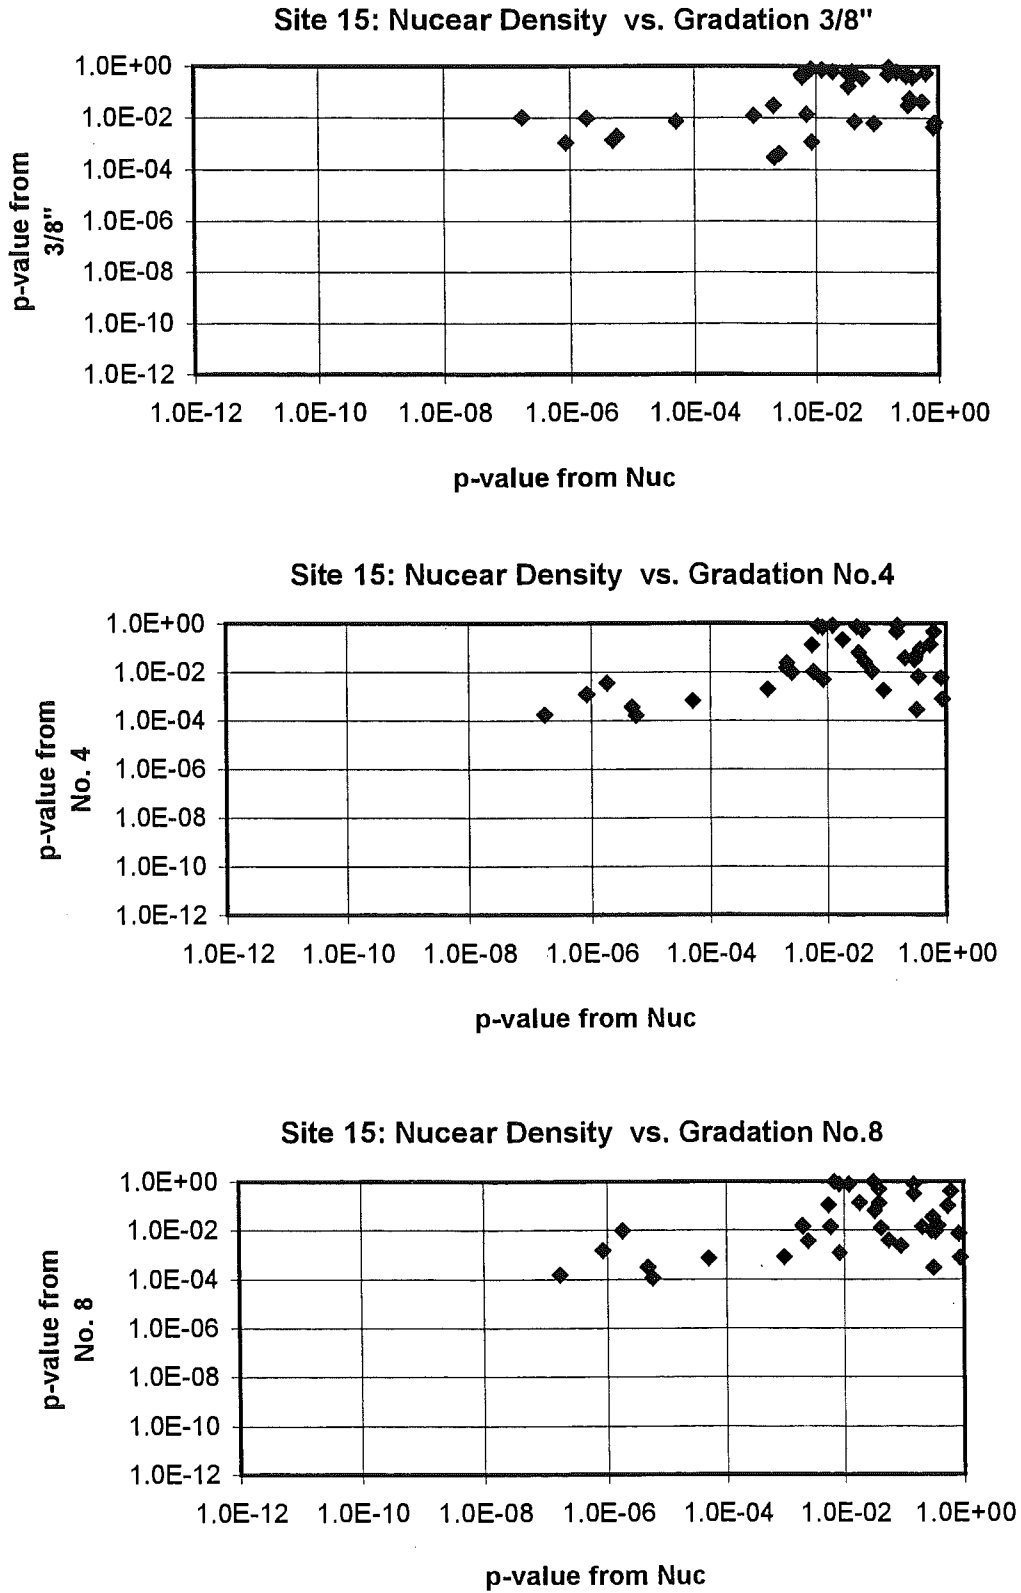 Site 15: Nucear Density vs. Gradation 3/8"
1.0E+00
1.0E-02
1.0E-04
1.0E-06
1.0E-08
1.0E-10
1.0E-12
p-value from
3/8"
1.0E-12 1.0E-10 1.0E-08 1.0E-06 1.0E-04 1.0E-02 1.0E+00
p-value from Nuc
Site 15: Nucear Density vs. Gradation No.4
1.0E+00
1.0E-02
1.0E-04
1.0E-06
1.0E-08
1.0E-10
1.0E-12
p-value from
No. 4
1.0E-12 1.0E-10 1.0E-08 1.0E-06 1.0E-04 1.0E-02 1.0E+00
p-value from Nuc
Site 15: Nucear Density vs. Gradation No.8
1.0E+00
1.0E-02
1.0E-04
1.0E-06
1.0E-08
1.0E-10
1.0E-12
p-value from
No. 8
1.0E-12 1.0E-10 1.0E-08 1.0E-06 1.0E-04 1.0E-02 1.0E+00
p-value from Nuc